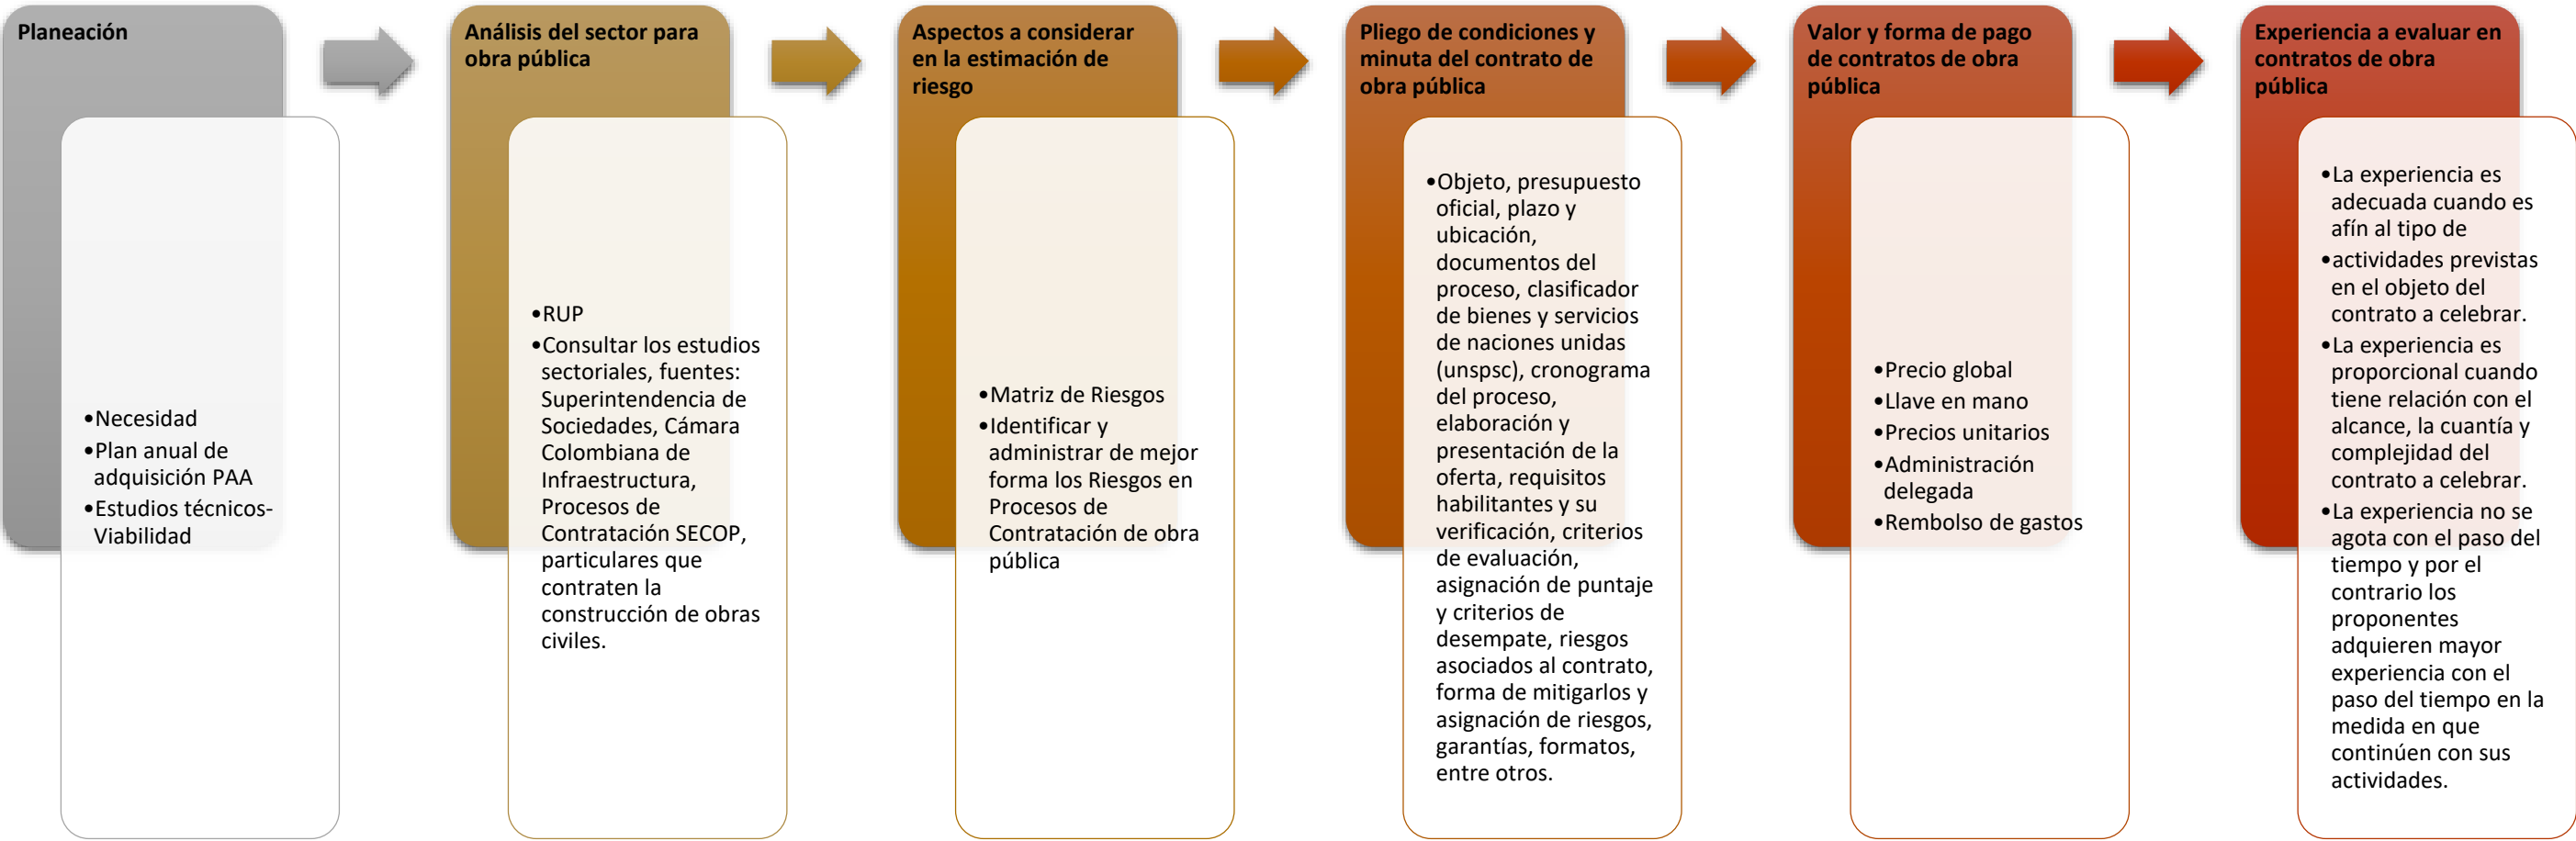 Planeación
•Necesidad
•Plan anual de
adquisición PAA
•Estudios técnicos-
Viabilidad
Análisis del sector para
obra pública
•RUP
•Consultar los estudios
sectoriales, fuentes:
Superintendencia de
Sociedades, Cámara
Colombiana de
Infraestructura,
Procesos de
Contratación SECOP,
particulares que
contraten la
construcción de obras
civiles.
Aspectos a considerar
en la estimación de
riesgo
•Matriz de Riesgos
•Identificar y
administrar de mejor
forma los Riesgos en
Procesos de
Contratación de obra
pública
Pliego de condiciones y
minuta del contrato de
obra pública
•Objeto, presupuesto
oficial, plazo y
ubicación,
documentos del
proceso, clasificador
de bienes y servicios
de naciones unidas
(unspsc), cronograma
del proceso,
elaboración y
presentación de la
oferta, requisitos
habilitantes y su
verificación, criterios
de evaluación,
asignación de puntaje
y criterios de
desempate, riesgos
asociados al contrato,
forma de mitigarlos y
asignación de riesgos,
garantías, formatos,
entre otros.
Valor y forma de pago
de contratos de obra
pública
•Precio global
•Llave en mano
•Precios unitarios
•Administración
delegada
•Rembolso de gastos
Experiencia a evaluar en
contratos de obra
pública
•La experiencia es
adecuada cuando es
afín al tipo de
•actividades previstas
en el objeto del
contrato a celebrar.
•La experiencia es
proporcional cuando
tiene relación con el
alcance, la cuantía y
complejidad del
contrato a celebrar.
•La experiencia no se
agota con el paso del
tiempo y por el
contrario los
proponentes
adquieren mayor
experiencia con el
paso del tiempo en la
medida en que
continúen con sus
actividades.